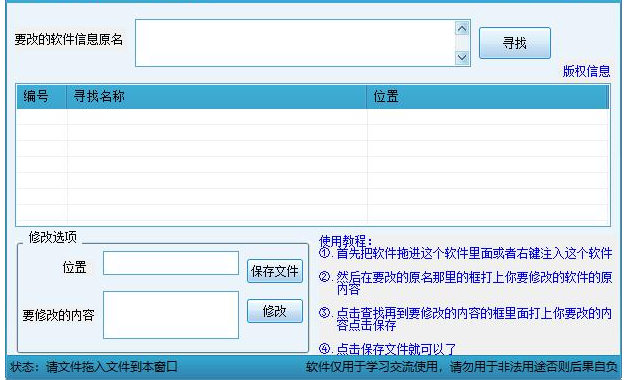 要改的软件信息原名
寻找
版权信息
编号 寻找名称 位置
修改选项
位置
保存文件
要修改的内容
修改
使用教程：
①. 首先把软件拖进这个软件里面或者右键注入这个软件
②. 然后在要改的原名那里的框打上你要修改的软件的原
内容
③. 点击查找再到要修改的内容的框里面打上你要改的内
容点击保存
④. 点击保存文件就可以了
状态：请文件拖入文件到本窗口
软件仅用于学习交流使用，请勿用于非法用途否则后果自负